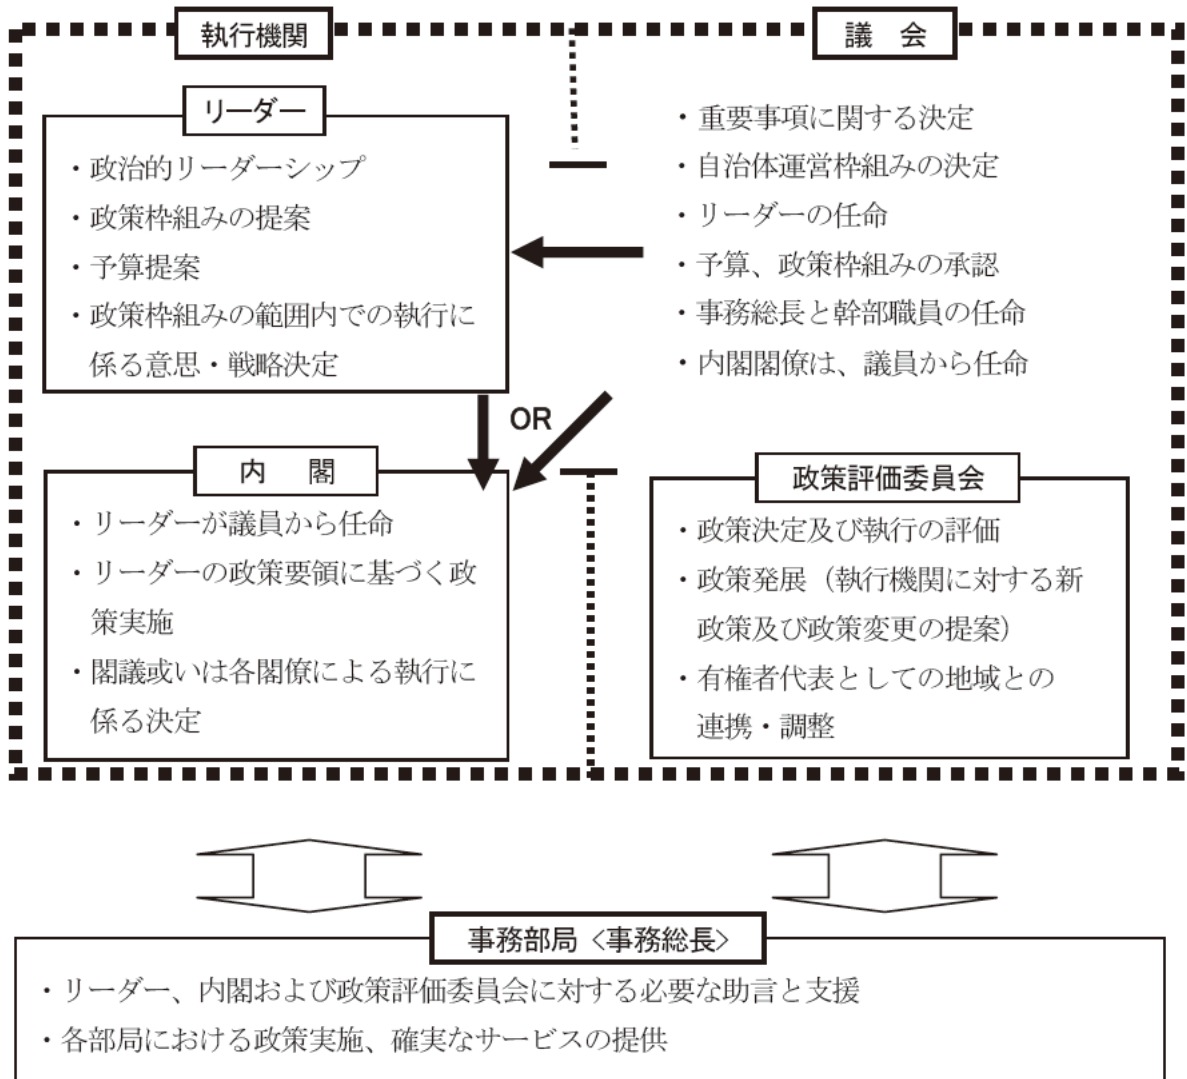 執行機関
リーダー
・政治的リーダーシップ
・政策枠組みの提案
・予算提案
・政策枠組みの範囲内での執行に
係る意思・戦略決定
議　会
・重要事項に関する決定
・自治体運営枠組みの決定
・リーダーの任命
・予算、政策枠組みの承認
・事務総長と幹部職員の任命
・内閣閣僚は、議員から任命
OR
内　閣
・リーダーが議員から任命
・リーダーの政策要領に基づく政
策実施
・閣議或いは各閣僚による執行に
係る決定
政策評価委員会
・政策決定及び執行の評価
・政策発展（執行機関に対する新
政策及び政策変更の提案）
・有権者代表としての地域との
連携・調整
事務部局〈事務総長〉
・リーダー、内閣および政策評価委員会に対する必要な助言と支援
・各部局における政策実施、確実なサービスの提供